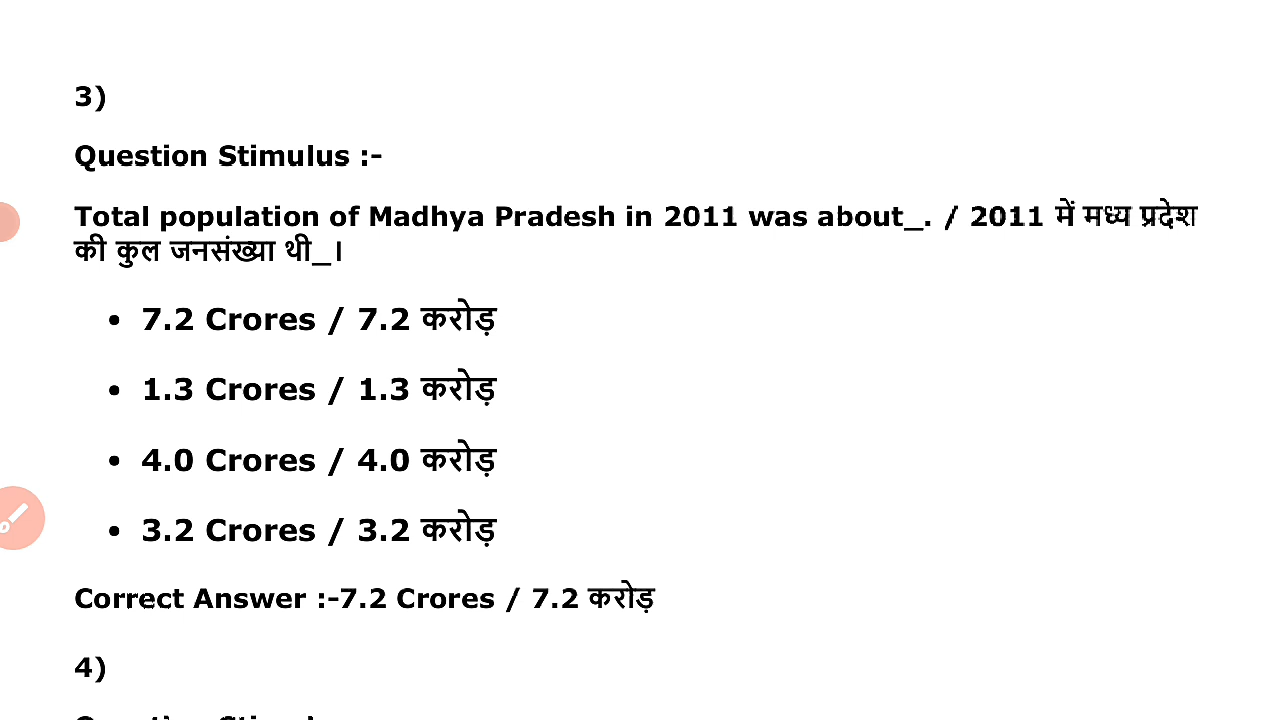 3)
Question Stimulus :-
Total population of Madhya Pradesh in 2011 was about_. / 2011 में मध्य प्रदेश
की कुल जनसंख्या थी_।
• 7.2 Crores / 7.2 करोड़
• 1.3 Crores / 1.3 करोड़
• 4.0 Crores / 4.0 करोड़
• 3.2 Crores / 3.2 करोड़
Correct Answer :-7.2 Crores / 7.2 करोड़
4)